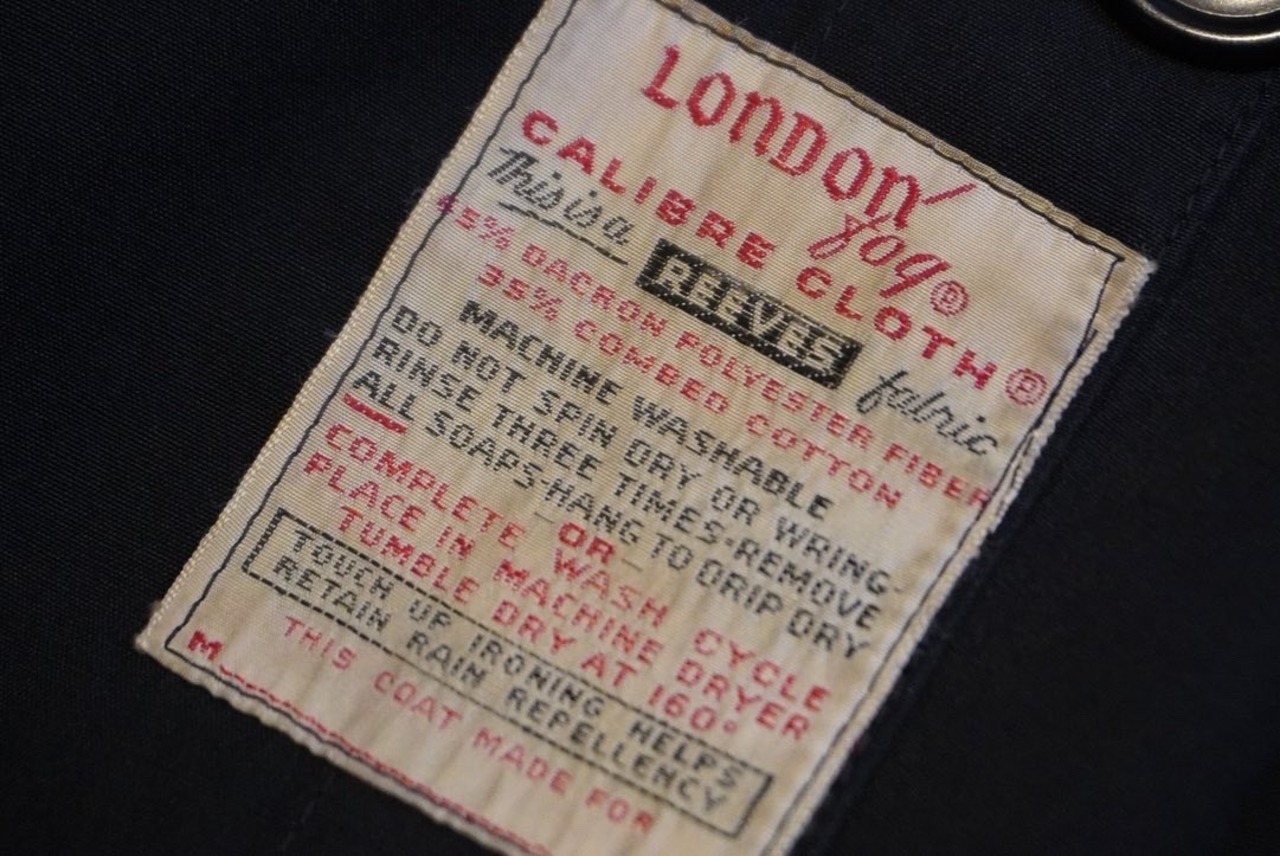 LONDON
fog®
CALIBRE CLOTH®
This is a REEVES fabric
65% DACRON POLYESTER FIBER
35% COMBED COTTON
MACHINE WASHABLE
DO NOT SPIN DRY OR WRING-
RINSE THREE TIMES-REMOVE
ALL SOAPS-HANG TO DRIP DRY
OR
COMPLETE WASH CYCLE
PLACE IN MACHINE DRYER
TUMBLE DRY AT 160°
TOUCH UP IRONING HELPS
RETAIN RAIN REPELLENCY
THIS COAT MADE FOR